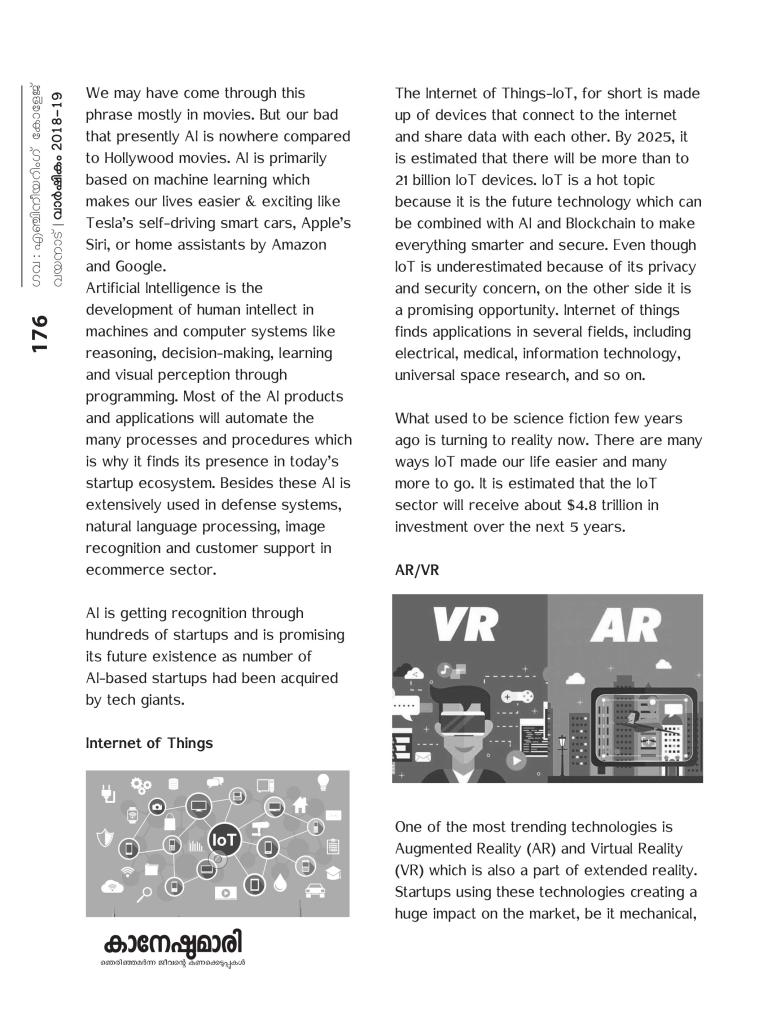 ഗവ: എഞ്ചിനീയറിംഗ് കോളേജ്
വയനാട് | വാർഷികം 2018-19
176
We may have come through this
phrase mostly in movies. But our bad
that presently AI is nowhere compared
to Hollywood movies. AI is primarily
based on machine learning which
makes our lives easier & exciting like
Tesla's self-driving smart cars, Apple's
Siri, or home assistants by Amazon
and Google.
Artificial Intelligence is the
development of human intellect in
machines and computer systems like
reasoning, decision-making, learning
and visual perception through
programming. Most of the AI products
and applications will automate the
many processes and procedures which
is why it finds its presence in today's
startup ecosystem. Besides these AI is
extensively used in defense systems,
natural language processing, image
recognition and customer support in
ecommerce sector.
AI is getting recognition through
hundreds of startups and is promising
its future existence as number of
AI-based startups had been acquired
by tech giants.
Internet of Things
IoT
The Internet of Things-IoT, for short is made
up of devices that connect to the internet
and share data with each other. By 2025, it
is estimated that there will be more than to
21 billion IoT devices. IoT is a hot topic
because it is the future technology which can
be combined with AI and Blockchain to make
everything smarter and secure. Even though
IoT is underestimated because of its privacy
and security concern, on the other side it is
a promising opportunity. Internet of things
finds applications in several fields, including
electrical, medical, information technology,
universal space research, and so on.
What used to be science fiction few years
ago is turning to reality now. There are many
ways IoT made our life easier and many
more to go. It is estimated that the IoT
sector will receive about $4.8 trillion in
investment over the next 5 years.
AR/VR
VR
AR
One of the most trending technologies is
Augmented Reality (AR) and Virtual Reality
(VR) which is also a part of extended reality.
Startups using these technologies creating a
huge impact on the market, be it mechanical,
കാനേഷുമാരി
ഞെരിഞ്ഞമർന്ന ജീവന്റെ കണക്കെടുപ്പുകൾ